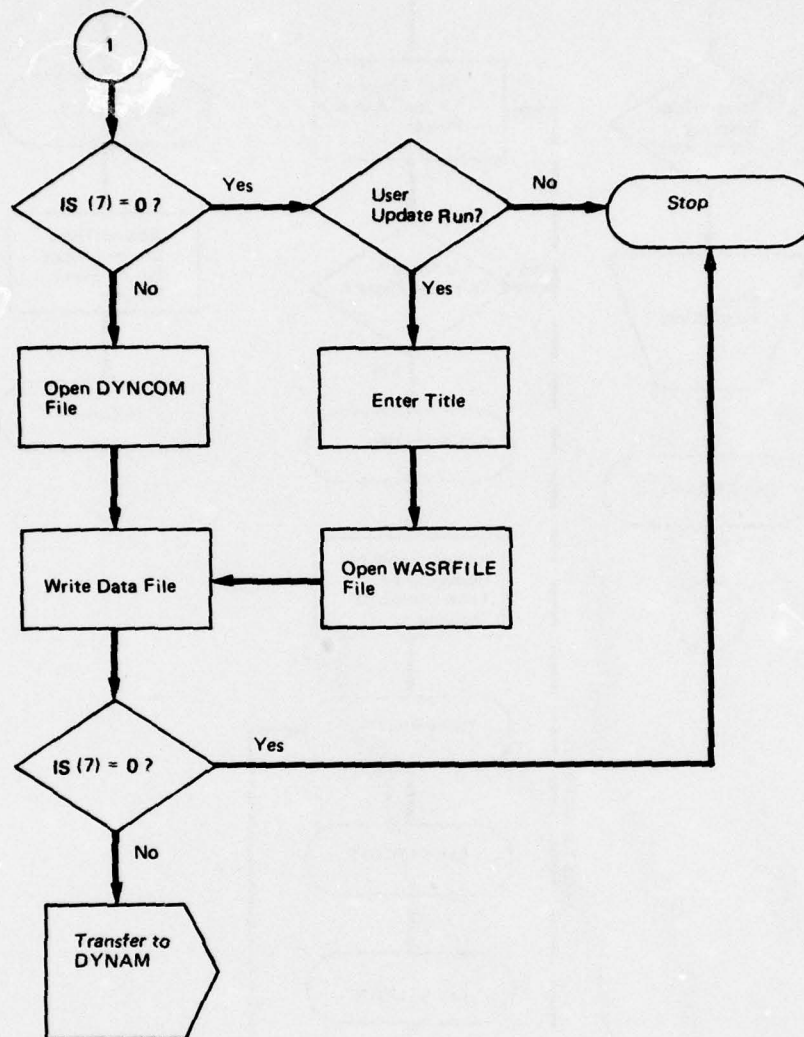 1
IS (7) = 0 ?
Yes
User
Update Run?
No
Stop
No
Yes
Open DYNCOM
File
Enter Title
Write Data File
Open WASRFILE
File
IS (7) = 0 ?
Yes
No
Transfer to
DYNAM